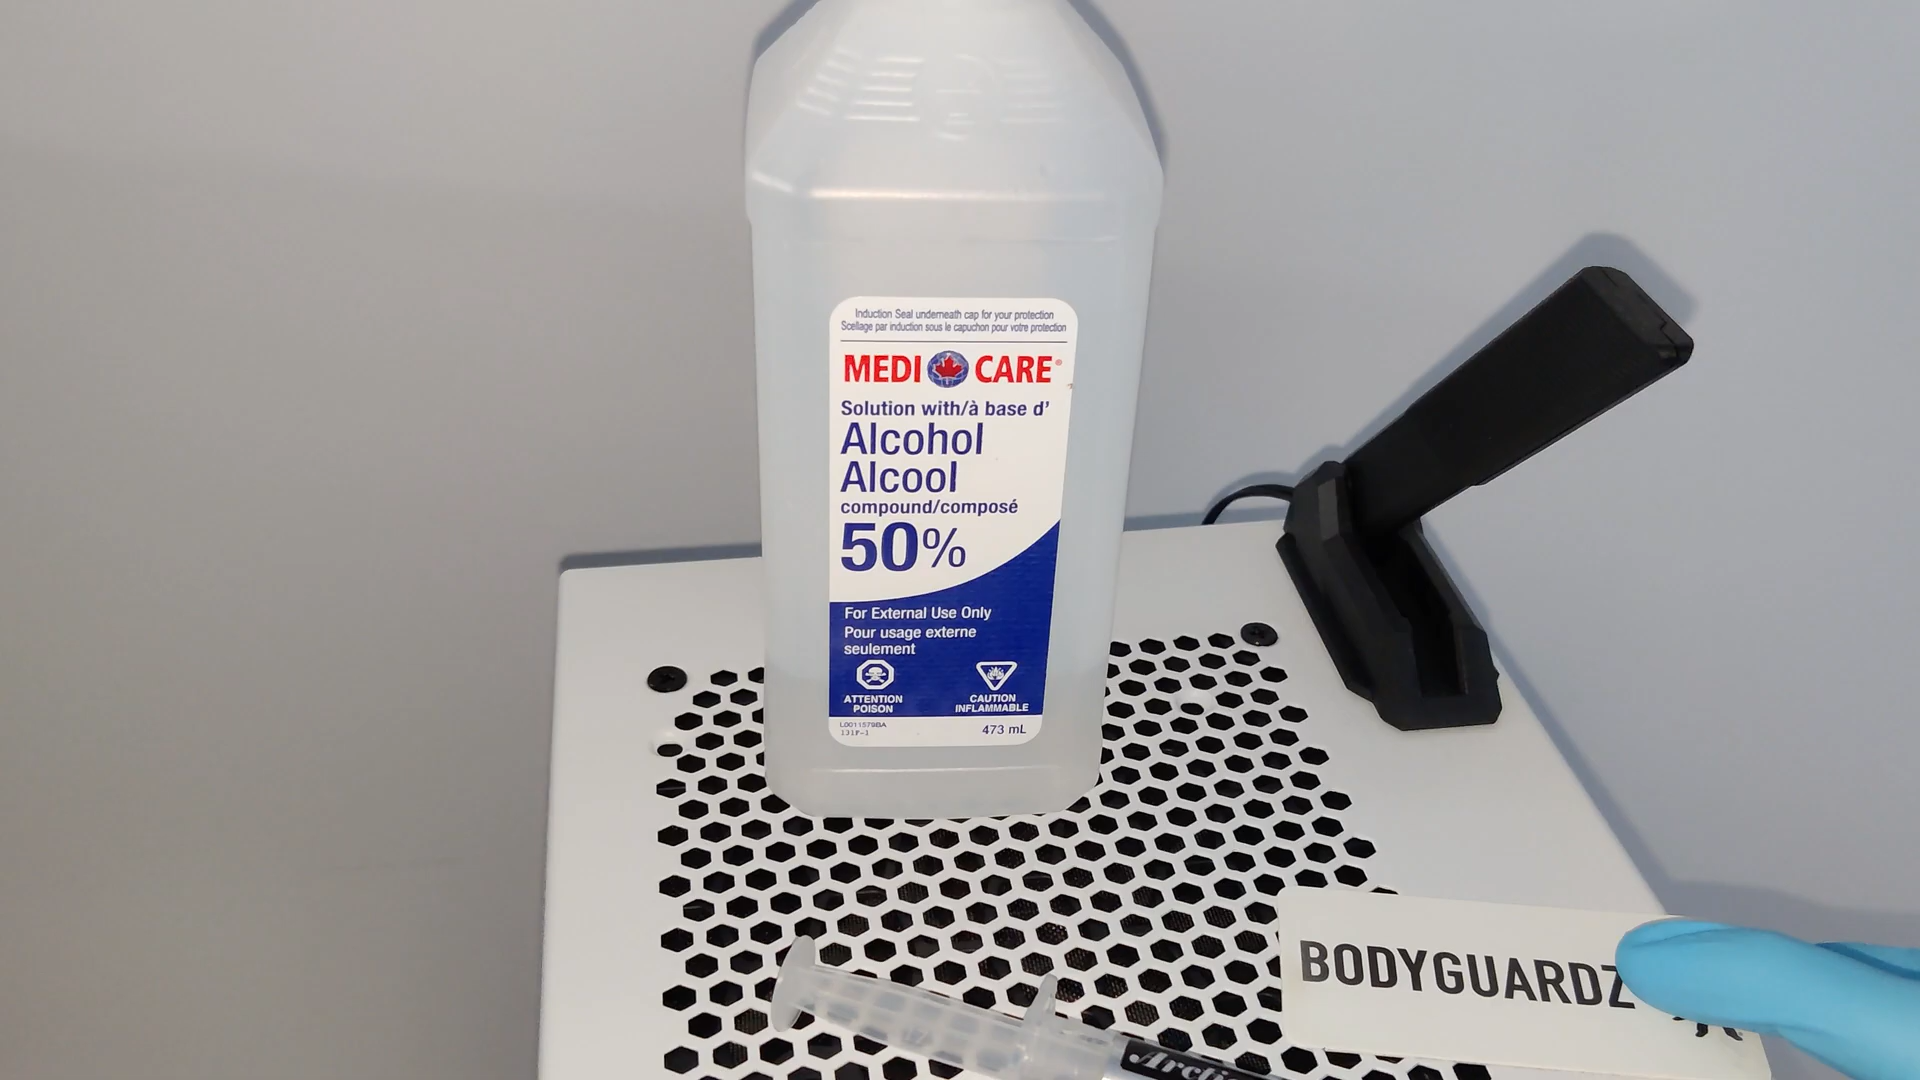 Induction Seal underneath cap for your protection
Scellage par induction sous le capuchon pour votre protection
MEDI CARE®
Solution with/à base d'
Alcohol
Alcool
compound/composé
50%
For External Use Only
Pour usage externe
seulement
ATTENTION
POISON
CAUTION
INFLAMMABLE
473 mL
BODYGUARDZ
Arctic